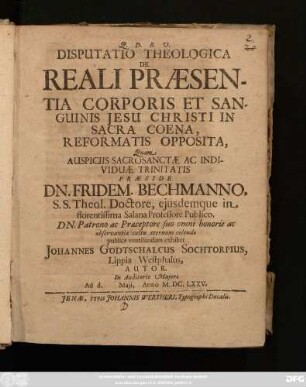 Q. D. B. V.
DISPUTATIO THEOLOGICA
DE
REALI PRÆSEN-
TIA CORPORIS ET SAN-
GUINIS JESU CHRISTI IN
SACRA COENA,
REFORMATIS OPPOSITA,
Quam
AUSPICIIS SACROSANCTÆ AC INDI-
VIDUÆ TRINITATIS
PRÆSIDE
DN. FRIDEM. BECHMANNO,
S. S. Theol. Doctore, ejusdemque in
florentissima Salana Professore Publico,
DN. Patrono ac Præceptore suo omni honoris ac
observantiæ cultu æternum colendo
publice ventilandam exhibet
JOHANNES GODTSCHALCUS SOCHTORPIUS,
Lippia Westphalus,
AUTOR.
In Auditorio Majori
Ad d. Maji, Anno M. DC. LXXV.
JENÆ, Typis JOHANNIS WERTHERI, Typographi Ducalis.
2.